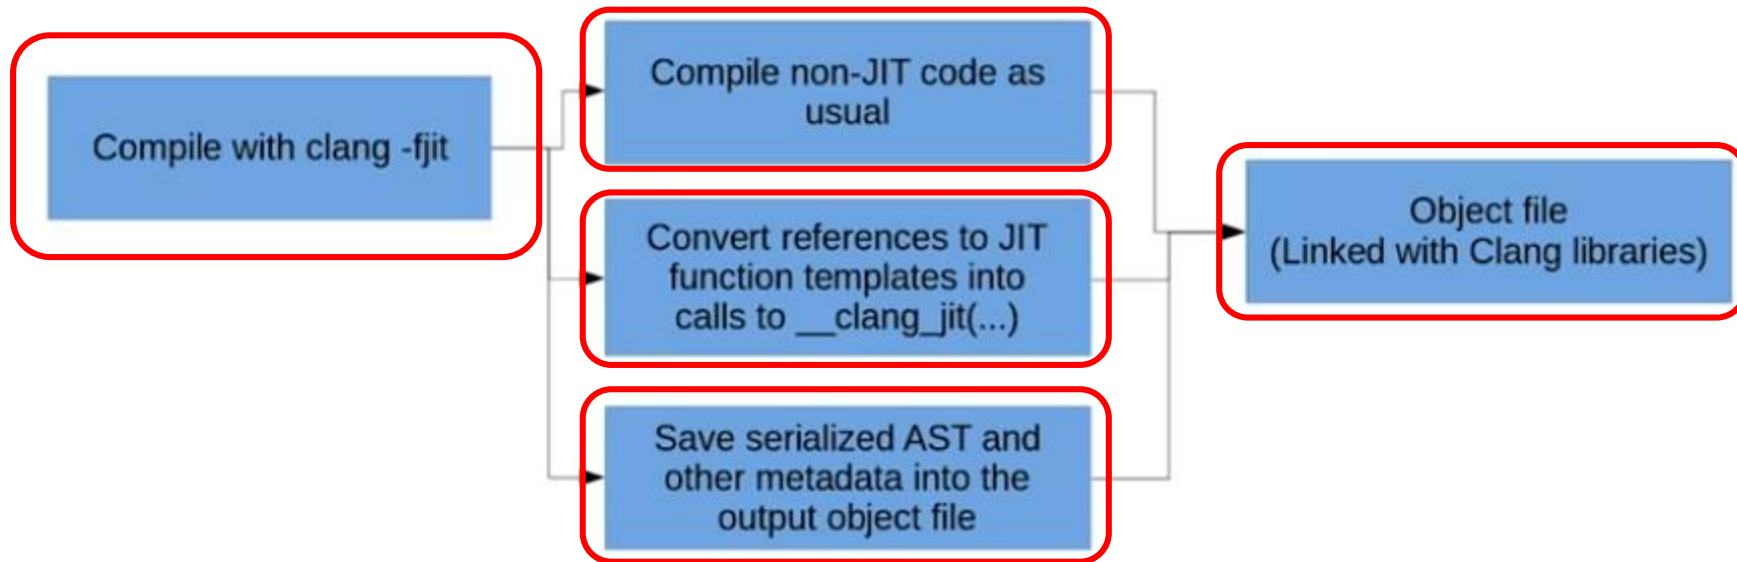 Compile with clang -fjit
Compile non-JIT code as
usual
Convert references to JIT
function templates into
calls to __clang_jit(...)
Save serialized AST and
other metadata into the
output object file
Object file
(Linked with Clang libraries)